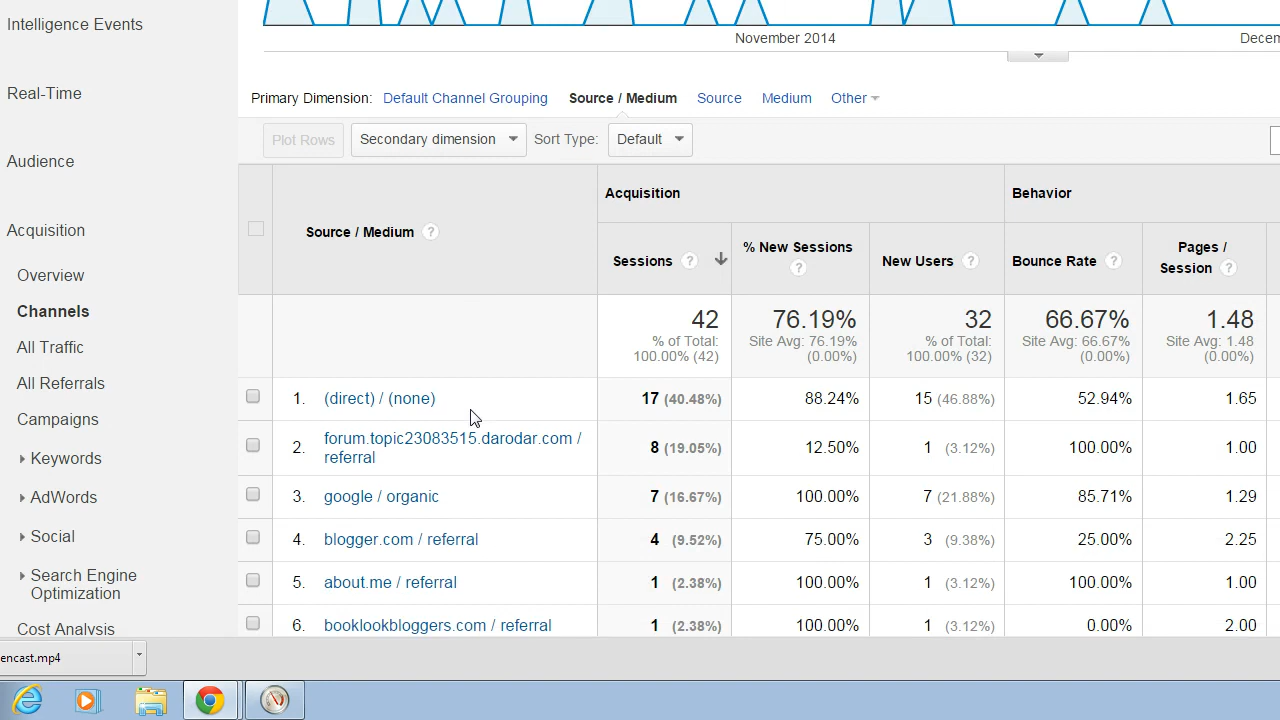 Intelligence Events
Real-Time
Audience
Acquisition
Overview
Channels
All Traffic
All Referrals
Campaigns
Keywords
AdWords
Social
Search Engine
Optimization
Cost Analysis
November 2014
Decem
Primary Dimension: Default Channel Grouping Source / Medium Source Medium Other
Plot Rows Secondary dimension Sort Type: Default
Acquisition Behavior
Source / Medium ? Sessions ? % New Sessions ? New Users ? Bounce Rate ? Pages / Session ?
42 76.19% 32 66.67% 1.48
% of Total: Site Avg: 76.19% % of Total: Site Avg: 66.67% Site Avg: 1.48
100.00% (42) (0.00%) 100.00% (32) (0.00%) (0.00%)
1. (direct) / (none) 17 (40.48%) 88.24% 15 (46.88%) 52.94% 1.65
2. forum.topic23083515.darodar.com / referral 8 (19.05%) 12.50% 1 (3.12%) 100.00% 1.00
3. google / organic 7 (16.67%) 100.00% 7 (21.88%) 85.71% 1.29
4. blogger.com / referral 4 (9.52%) 75.00% 3 (9.38%) 25.00% 2.25
5. about.me / referral 1 (2.38%) 100.00% 1 (3.12%) 100.00% 1.00
6. booklookbloggers.com / referral 1 (2.38%) 100.00% 1 (3.12%) 0.00% 2.00
encast.mp4